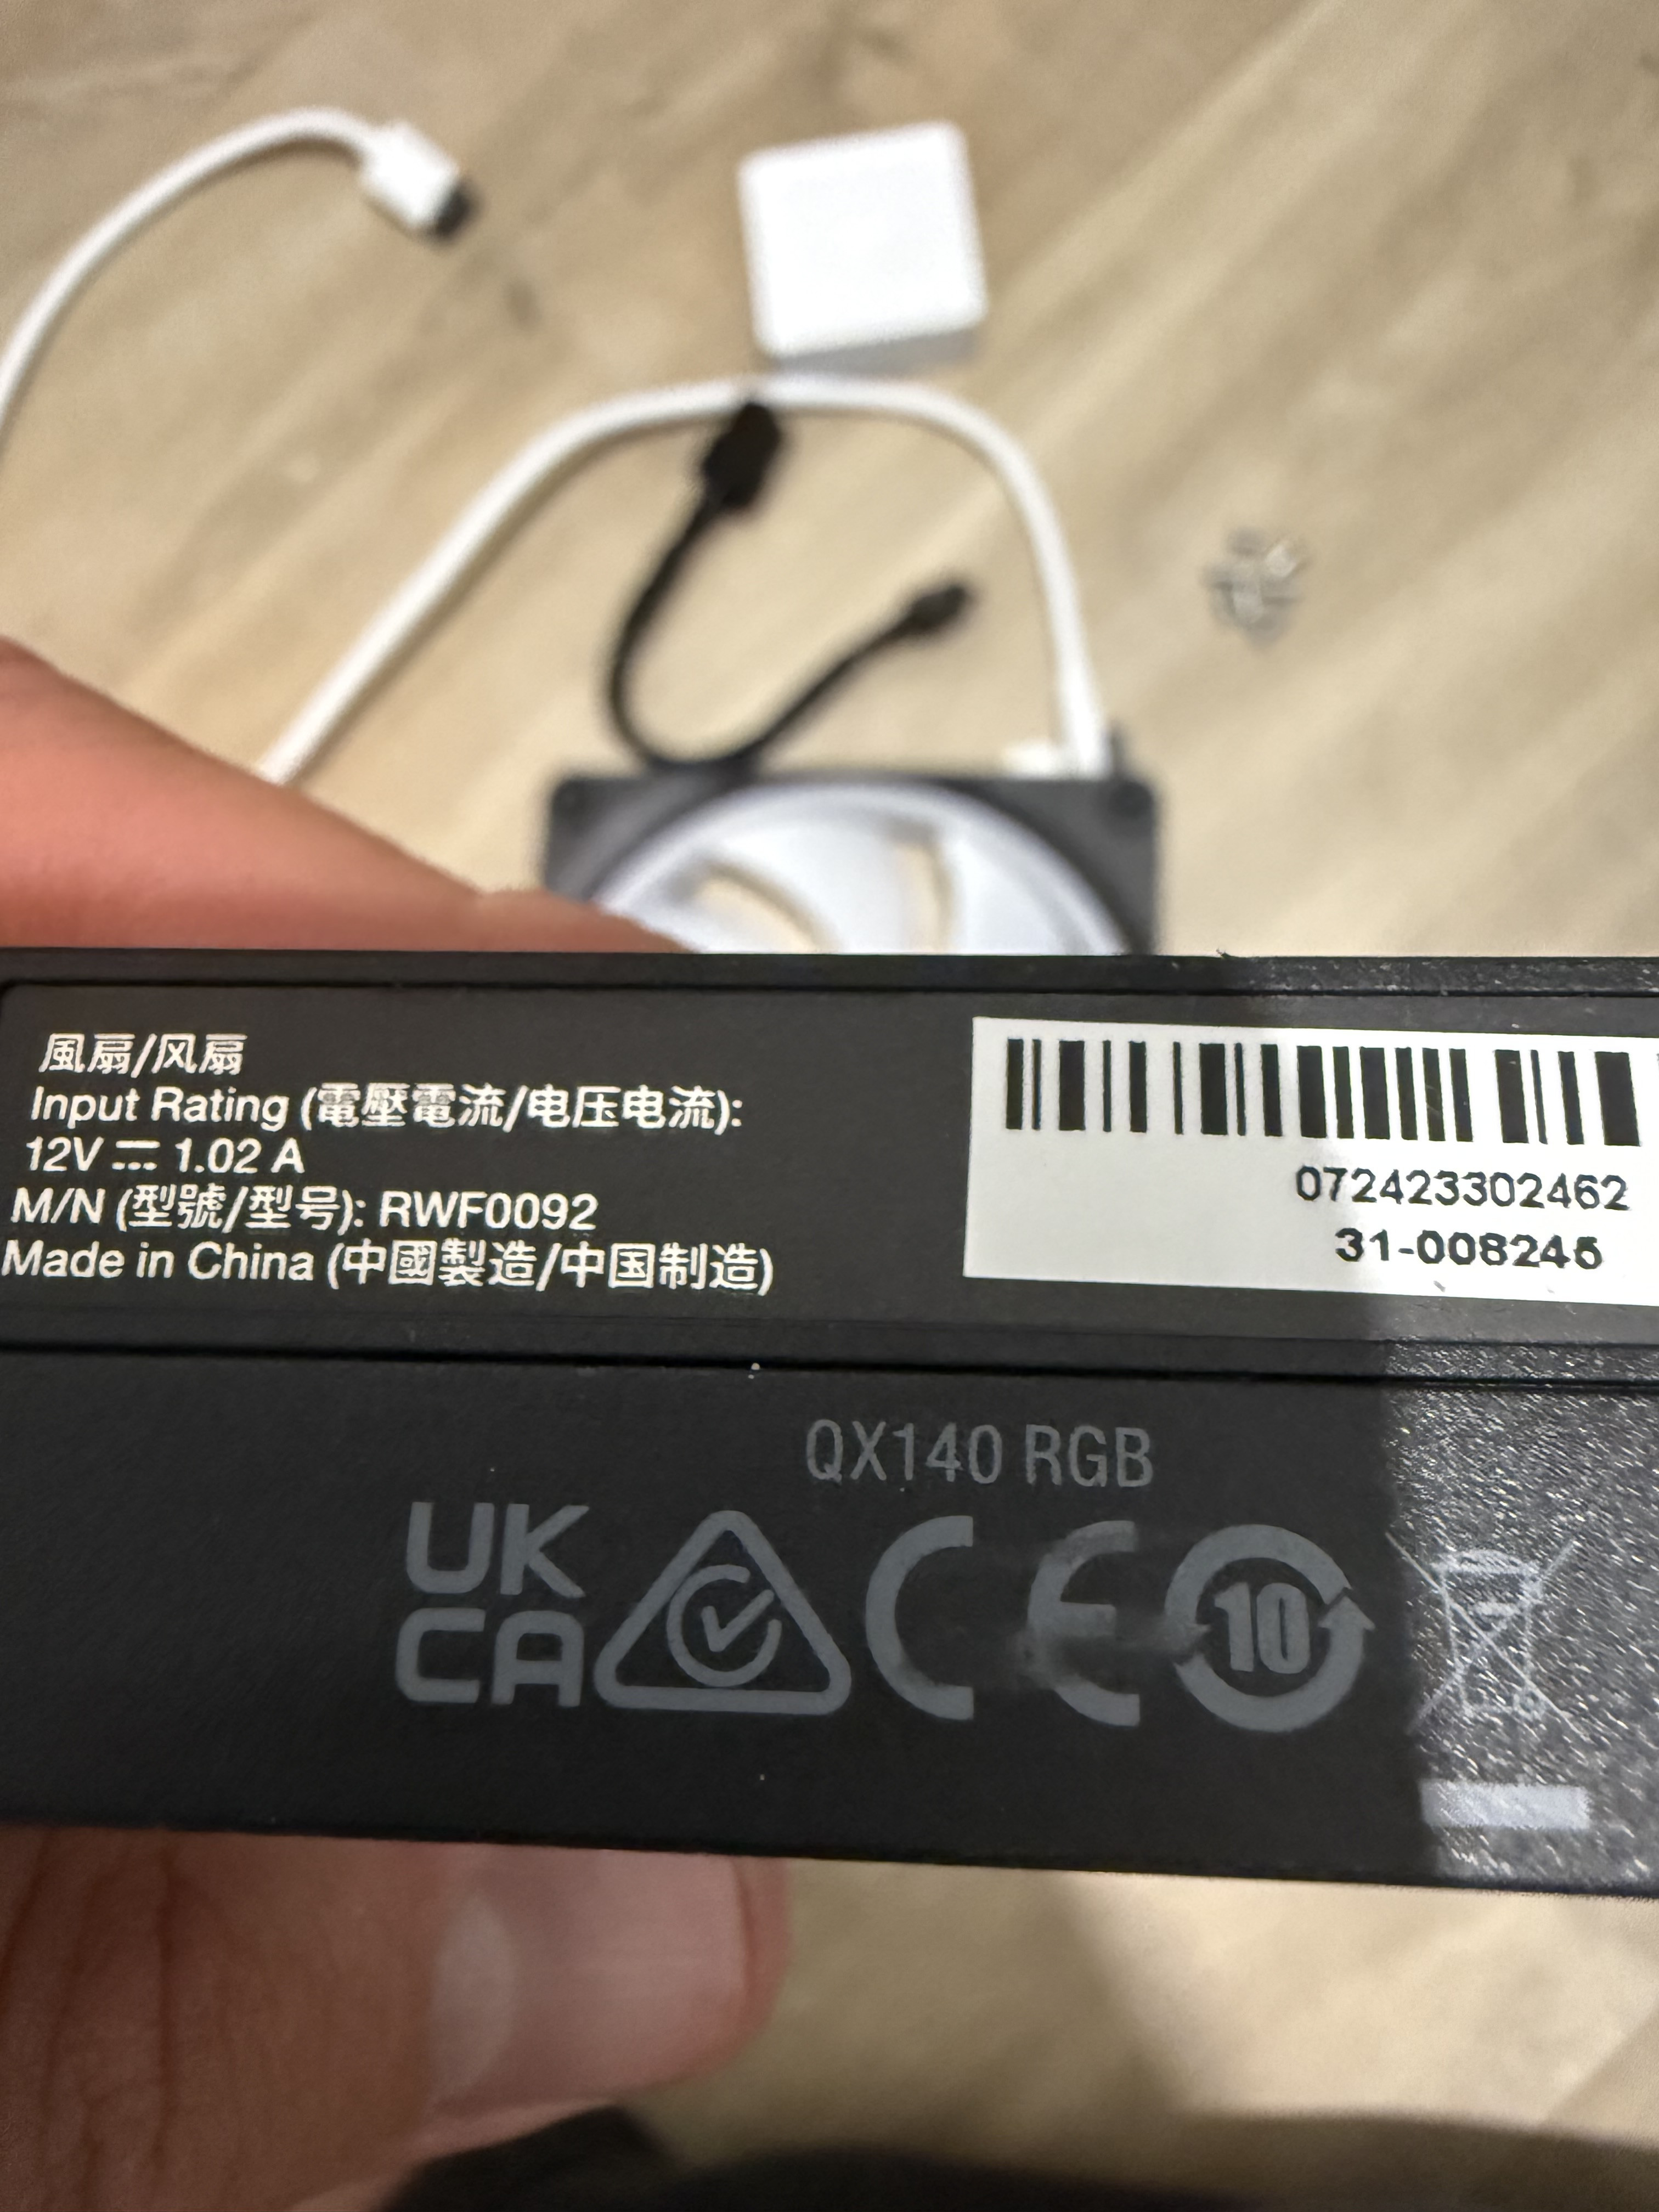 風扇/风扇
Input Rating (電壓電流/电压电流):
12V ⎓ 1.02 A
M/N (型號/型号): RWF0092
Made in China (中國製造/中国制造)
072423302462
31-008245
QX140 RGB
UK
CA
CE
10